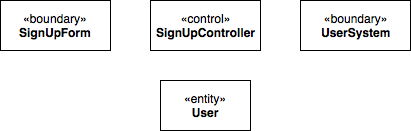 «boundary»
SignUpForm
«control»
SignUpController
«boundary»
UserSystem
«entity»
User